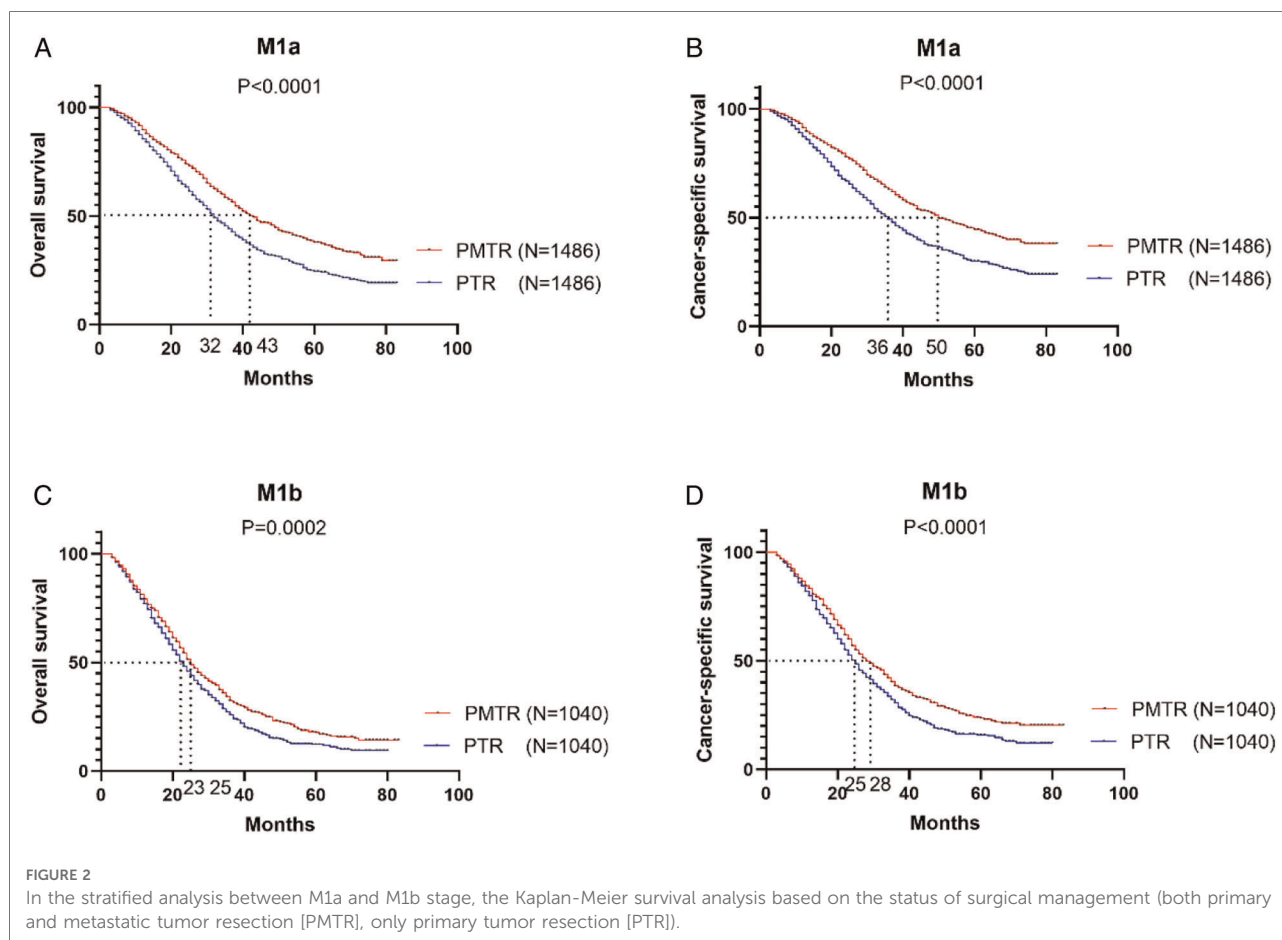 A
M1a
P<0.0001
Overall survival
100
50
0
0 20 40 60 80 100
32 43
Months
PMTR (N=1486)
PTR (N=1486)
B
M1a
P<0.0001
Cancer-specific survival
100
50
0
0 20 40 60 80 100
36 50
Months
PMTR (N=1486)
PTR (N=1486)
C
M1b
P=0.0002
Overall survival
100
50
0
0 20 40 60 80 100
23 25
Months
PMTR (N=1040)
PTR (N=1040)
D
M1b
P<0.0001
Cancer-specific survival
100
50
0
0 20 40 60 80 100
25 28
Months
PMTR (N=1040)
PTR (N=1040)
FIGURE 2
In the stratified analysis between M1a and M1b stage, the Kaplan-Meier survival analysis based on the status of surgical management (both primary
and metastatic tumor resection [PMTR], only primary tumor resection [PTR]).